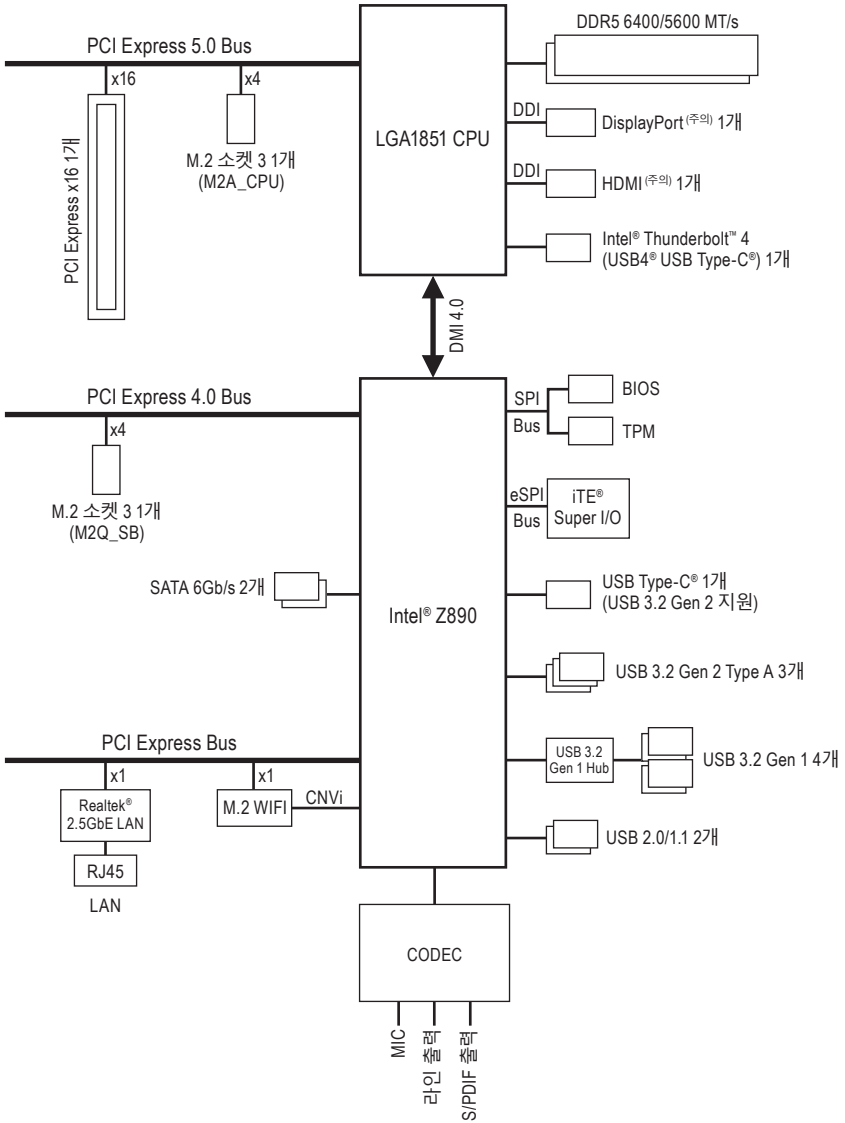 PCI Express 5.0 Bus
x16
x4
PCI Express x16 1개
M.2 소켓 3 1개
(M2A_CPU)
LGA1851 CPU
DDR5 6400/5600 MT/s
DDI
DisplayPort (주의) 1개
DDI
HDMI (주의) 1개
Intel® Thunderbolt™ 4
(USB4® USB Type-C®) 1개
DMI 4.0
PCI Express 4.0 Bus
x4
M.2 소켓 3 1개
(M2Q_SB)
SATA 6Gb/s 2개
Intel® Z890
SPI
Bus
BIOS
TPM
eSPI
Bus
iTE®
Super I/O
USB Type-C® 1개
(USB 3.2 Gen 2 지원)
USB 3.2 Gen 2 Type A 3개
USB 3.2
Gen 1 Hub
USB 3.2 Gen 1 4개
USB 2.0/1.1 2개
PCI Express Bus
x1
x1
Realtek®
2.5GbE LAN
M.2 WIFI
CNVi
RJ45
LAN
CODEC
MIC
라인 출력
S/PDIF 출력